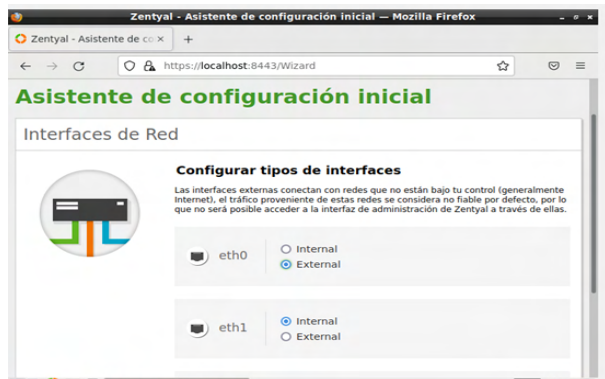 Zentyal - Asistente de configuración inicial — Mozilla Firefox
Zentyal - Asistente de co
https://localhost:8443/Wizard
Asistente de configuración inicial
Interfaces de Red
Configurar tipos de interfaces
Las interfaces externas conectan con redes que no están bajo tu control (generalmente
Internet), el tráfico proveniente de estas redes se considera no fiable por defecto, por lo
que no será posible acceder a la interfaz de administración de Zentyal a través de ellas.
eth0
Internal
External
eth1
Internal
External